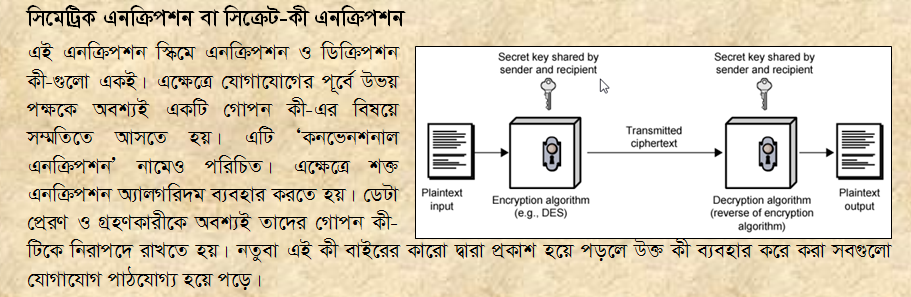 সিমেট্রিক এনক্রিপশন বা সিক্রেট-কী এনক্রিপশন
এই এনক্রিপশন স্কিমে এনক্রিপশন ও ডিক্রিপশন
কী-গুলো একই। এক্ষেত্রে যোগাযোগের পূর্বে উভয়
পক্ষকে অবশ্যই একটি গোপন কী-এর বিষয়ে
সম্মতিতে আসতে হয়। এটি ‘কনভেনশনাল
এনক্রিপশন’ নামেও পরিচিত। এক্ষেত্রে শক্ত
এনক্রিপশন অ্যালগরিদম ব্যবহার করতে হয়। ডেটা
প্রেরণ ও গ্রহণকারীকে অবশ্যই তাদের গোপন কী-
টিকে নিরাপদে রাখতে হয়। নতুবা এই কী বাইরের কারো দ্বারা প্রকাশ হয়ে পড়লে উক্ত কী ব্যবহার করে করা সবগুলো
যোগাযোগ পাঠযোগ্য হয়ে পড়ে।
Secret key shared by
sender and recipient
Secret key shared by
sender and recipient
Transmitted
ciphertext
Plaintext
input
Encryption algorithm
(e.g., DES)
Decryption algorithm
(reverse of encryption
algorithm)
Plaintext
output